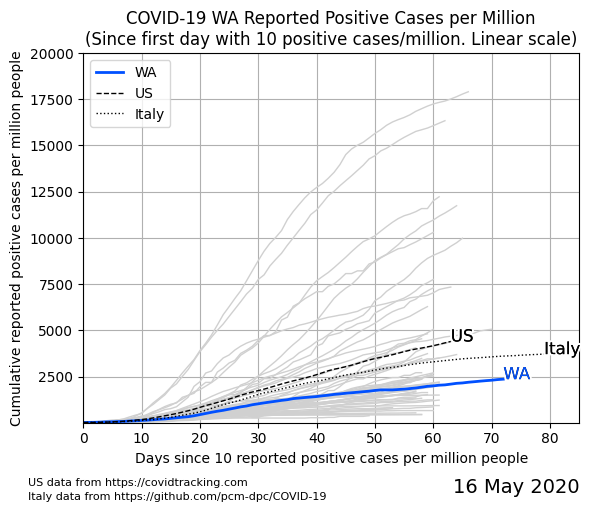 COVID-19 WA Reported Positive Cases per Million
(Since first day with 10 positive cases/million. Linear scale)
Cumulative reported positive cases per million people
20000
17500
15000
12500
10000
7500
5000
2500
WA
US
Italy
US
Italy
WA
0 10 20 30 40 50 60 70 80
Days since 10 reported positive cases per million people
US data from https://covidtracking.com
Italy data from https://github.com/pcm-dpc/COVID-19
16 May 2020